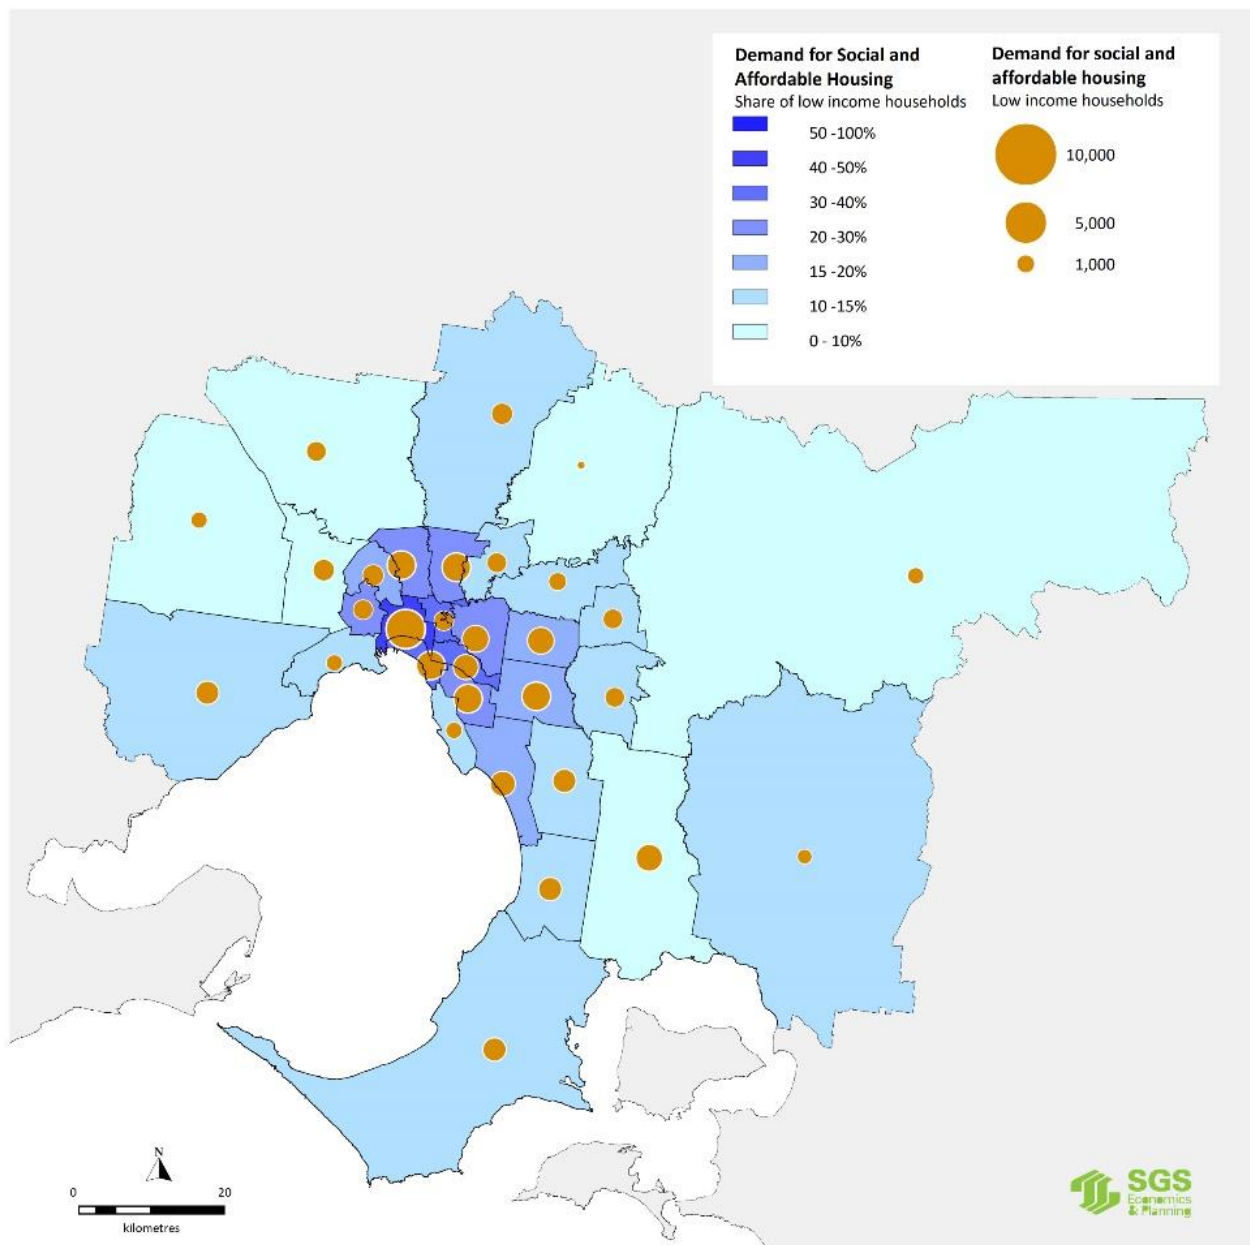 Demand for Social and
Affordable Housing
Share of low income households
50 -100%
40 -50%
30 -40%
20 -30%
15 -20%
10 -15%
0 - 10%
Demand for social and
affordable housing
Low income households
10,000
5,000
1,000
N
0 20
kilometres
SGS
Economics
& Planning